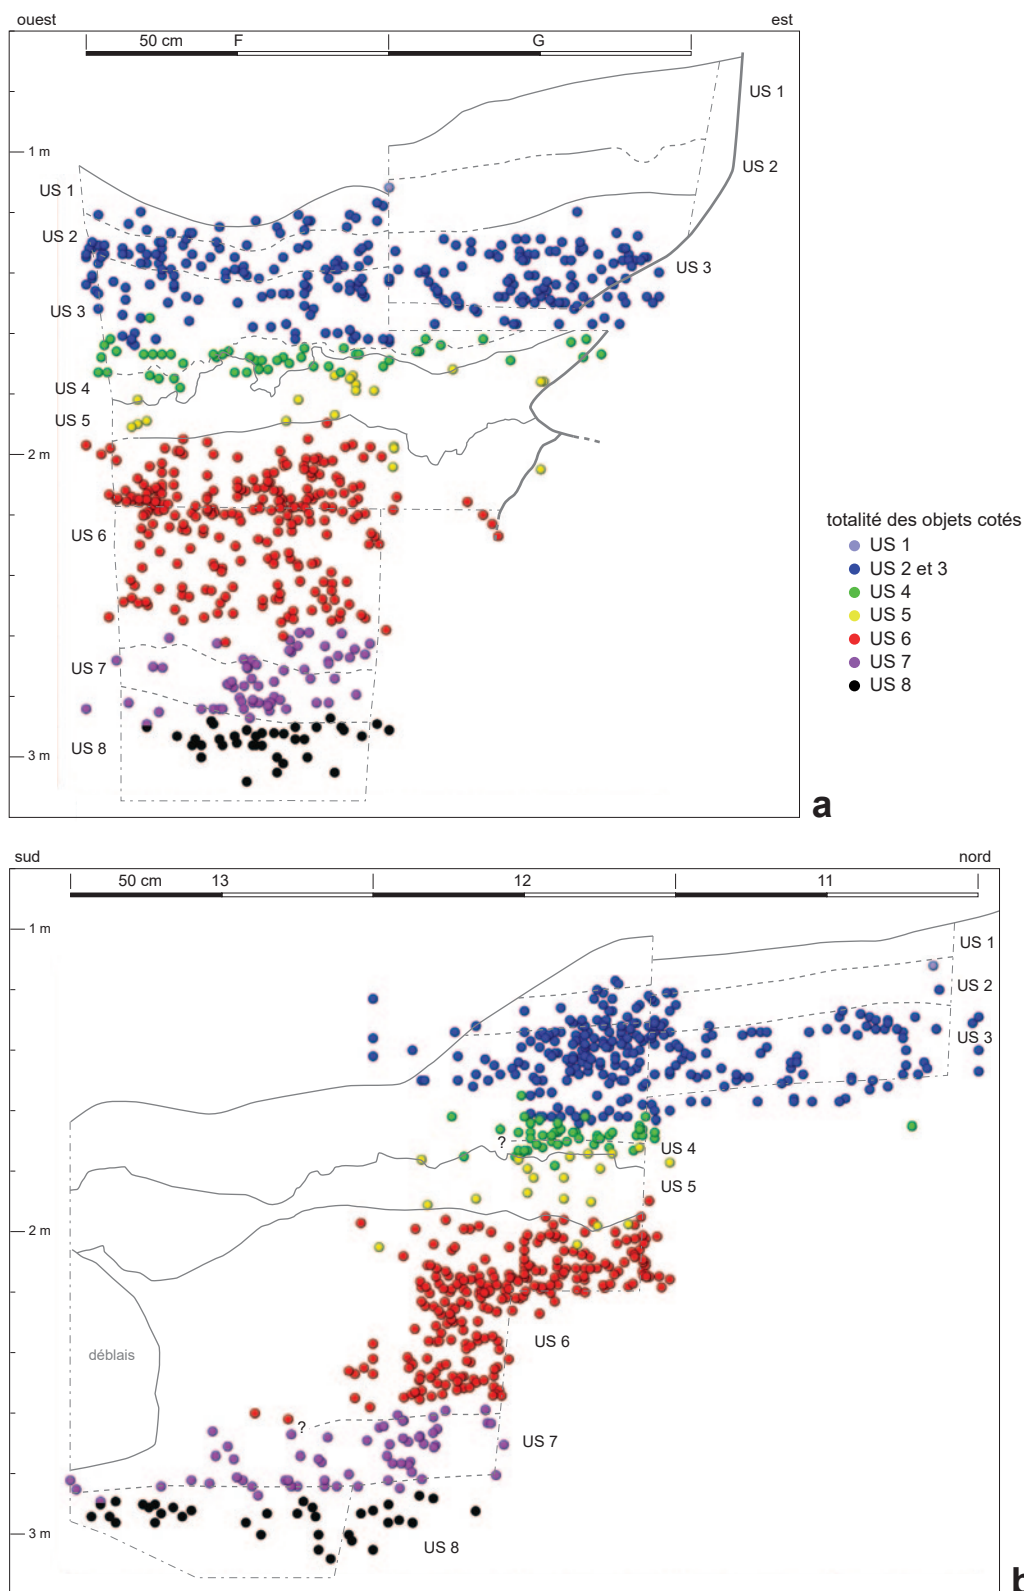 ouest
est
50 cm
F
G
US 1
US 2
1 m
US 1
US 2
US 3
US 3
US 4
US 5
2 m
US 6
totalité des objets cotés
US 1
US 2 et 3
US 4
US 5
US 6
US 7
US 8
US 7
US 8
3 m
a
sud
nord
50 cm
13
12
11
1 m
US 1
US 2
US 3
?
US 4
US 5
2 m
déblais
US 6
?
US 7
3 m
US 8
b